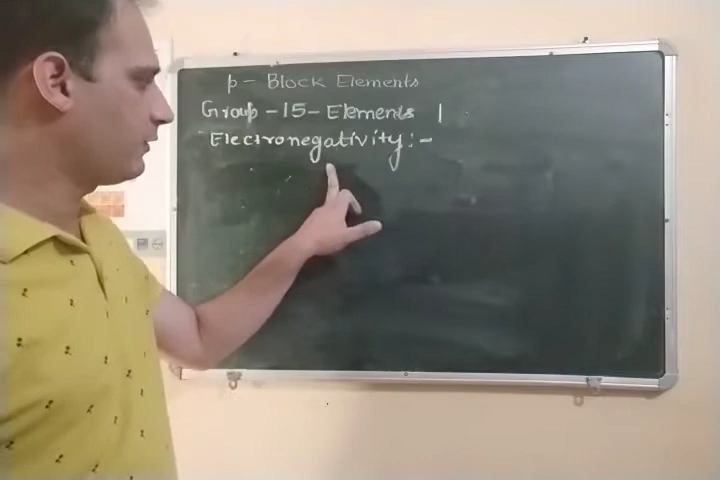 p - Block Elements
Group - 15 - Elements |
Electronegativity :-